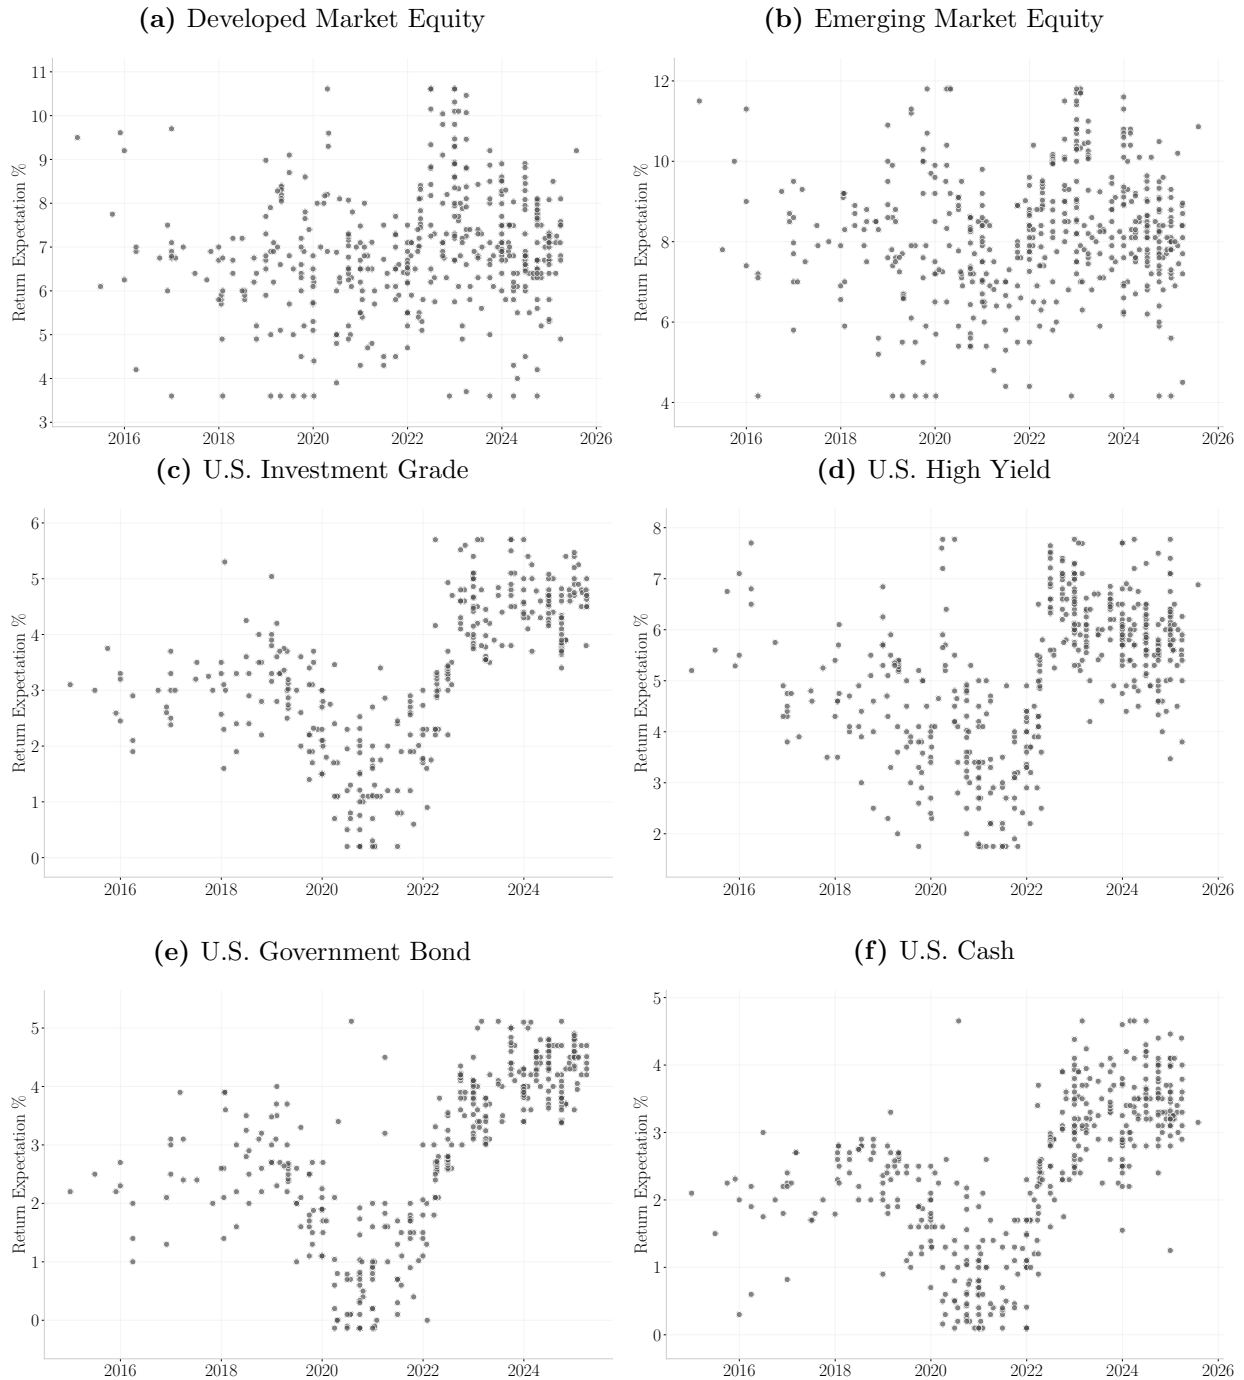 (a) Developed Market Equity
Return Expectation %
11
10
9
8
7
6
5
4
3
2016 2018 2020 2022 2024 2026
(b) Emerging Market Equity
Return Expectation %
12
10
8
6
4
2016 2018 2020 2022 2024 2026
(c) U.S. Investment Grade
Return Expectation %
6
5
4
3
2
1
0
2016 2018 2020 2022 2024
(d) U.S. High Yield
Return Expectation %
8
7
6
5
4
3
2
2016 2018 2020 2022 2024 2026
(e) U.S. Government Bond
Return Expectation %
5
4
3
2
1
0
2016 2018 2020 2022 2024
(f) U.S. Cash
Return Expectation %
5
4
3
2
1
0
2016 2018 2020 2022 2024 2026